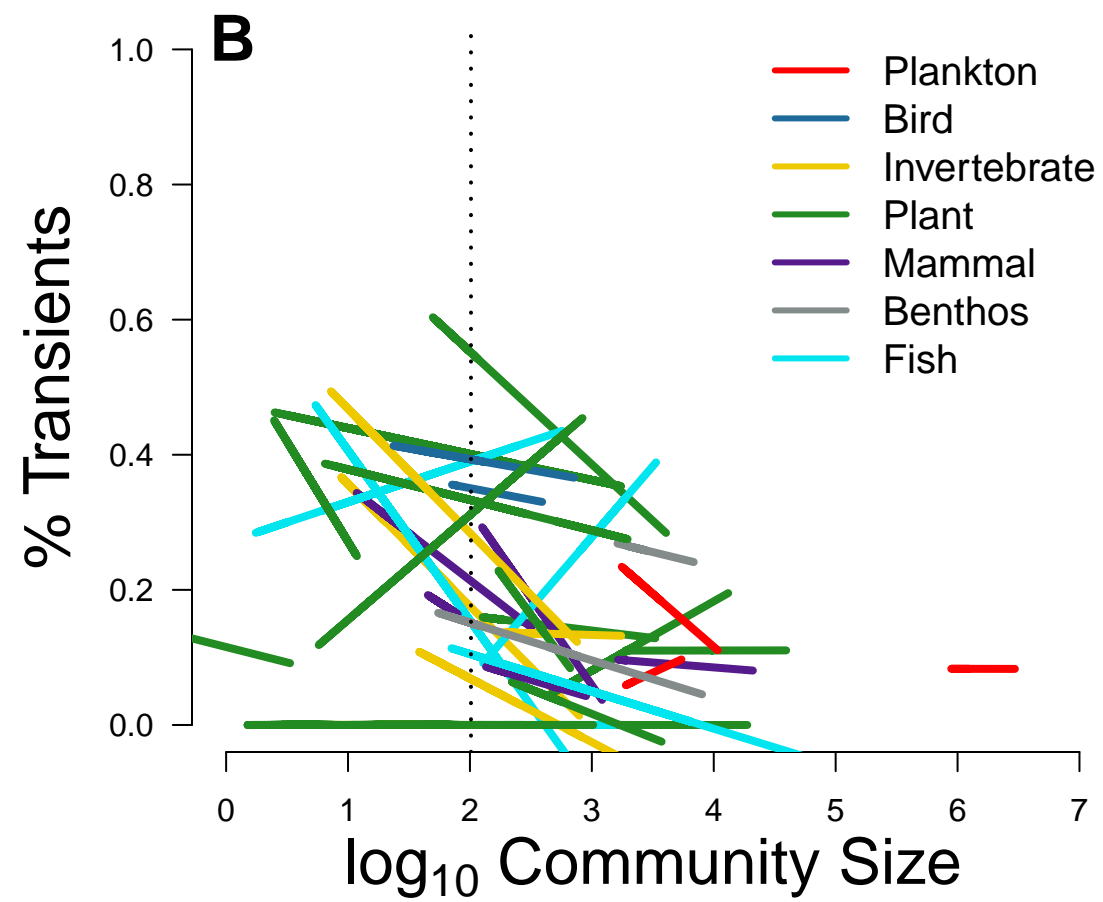 B
% Transients
1.0
0.8
0.6
0.4
0.2
0.0
Plankton
Bird
Invertebrate
Plant
Mammal
Benthos
Fish
0 1 2 3 4 5 6 7
log10 Community Size